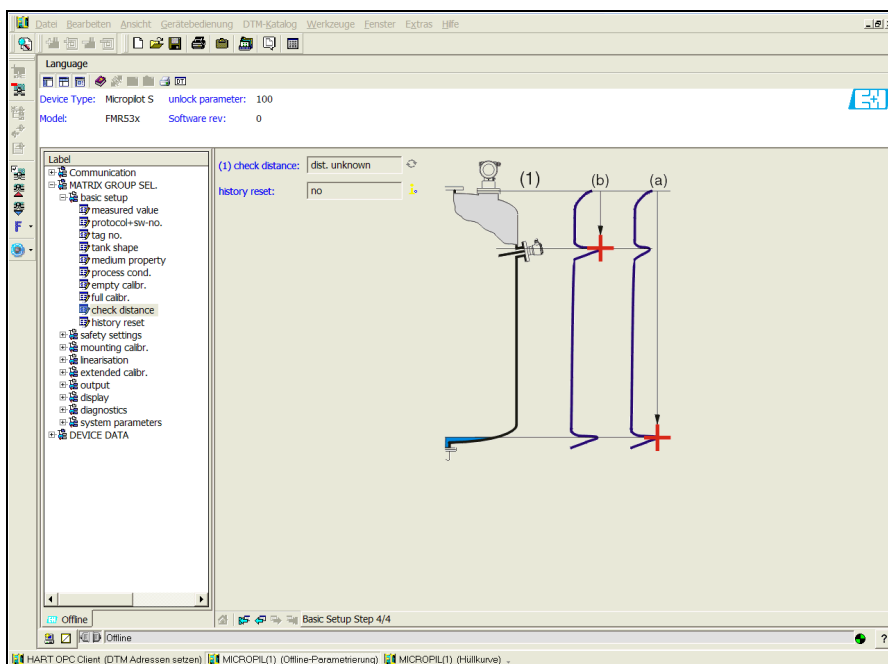 Datei Bearbeiten Ansicht Gerätebedienung DTM-Katalog Werkzeuge Fenster Extras Hilfe
Language
Device Type: Micropilot S unlock parameter: 100
Model: FMR53x Software rev: 0
E+
Label
Communication
MATRIX GROUP SEL.
basic setup
measured value
protocol+sw-no.
tag no.
tank shape
medium property
process cond.
empty calibr.
full calibr.
check distance
history reset
safety settings
mounting calibr.
linearisation
extended calibr.
output
display
diagnostics
system parameters
DEVICE DATA
(1) check distance: dist. unknown
history reset: no
(1) (b) (a)
Offline
Basic Setup Step 4/4
Offline
HART OPC Client (DTM Adressen setzen) MICROPIL(1) (Offline-Parametrierung) MICROPIL(1) (Hüllkurve)